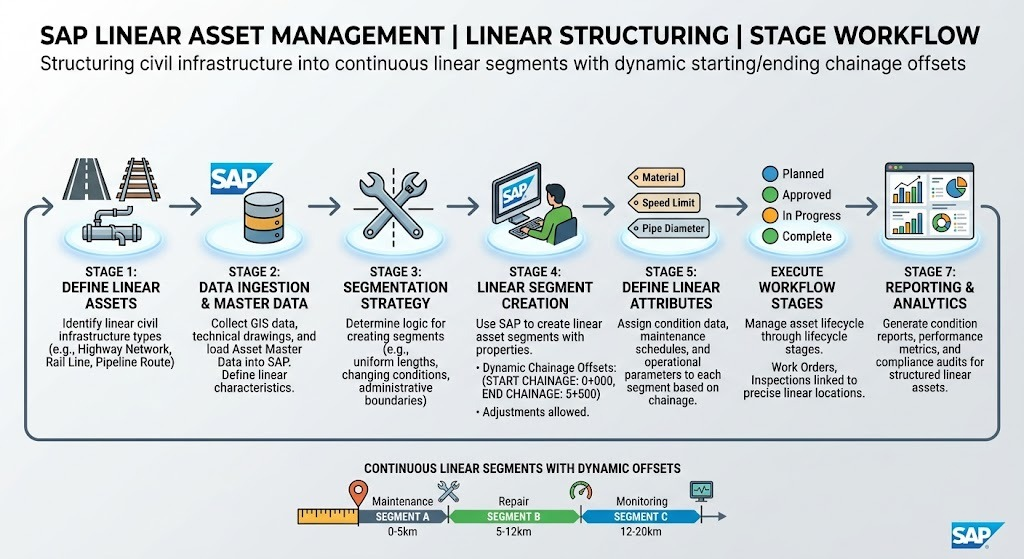 SAP LINEAR ASSET MANAGEMENT | LINEAR STRUCTURING | STAGE WORKFLOW
Structuring civil infrastructure into continuous linear segments with dynamic starting/ending chainage offsets
STAGE 1:
DEFINE LINEAR
ASSETS
Identify linear civil
infrastructure types
(e.g., Highway Network,
Rail Line, Pipeline Route)
SAP
STAGE 2:
DATA INGESTION
& MASTER DATA
Collect GIS data,
technical drawings, and
load Asset Master
Data into SAP.
Define linear
characteristics.
STAGE 3:
SEGMENTATION
STRATEGY
Determine logic for
creating segments
(e.g.,
uniform lengths,
changing conditions,
administrative
boundaries)
SAP
STAGE 4:
LINEAR SEGMENT
CREATION
Use SAP to create linear
asset segments with
properties.
• Dynamic Chainage Offsets:
(START CHAINAGE: 0+000,
END CHAINAGE: 5+500)
• Adjustments allowed.
Material
Speed Limit
Pipe Diameter
STAGE 5:
DEFINE LINEAR
ATTRIBUTES
Assign condition data,
maintenance
schedules, and
operational
parameters to each
segment based on
chainage.
Planned
Approved
In Progress
Complete
EXECUTE
WORKFLOW
STAGES
Manage asset lifecycle
through lifecycle
stages.
Work Orders,
Inspections linked to
precise linear locations.
STAGE 7:
REPORTING &
ANALYTICS
Generate condition
reports, performance
metrics, and
compliance audits for
structured linear
assets.
CONTINUOUS LINEAR SEGMENTS WITH DYNAMIC OFFSETS
Maintenance
SEGMENT A
0-5km
Repair
SEGMENT B
5-12km
Monitoring
SEGMENT C
12-20km
SAP